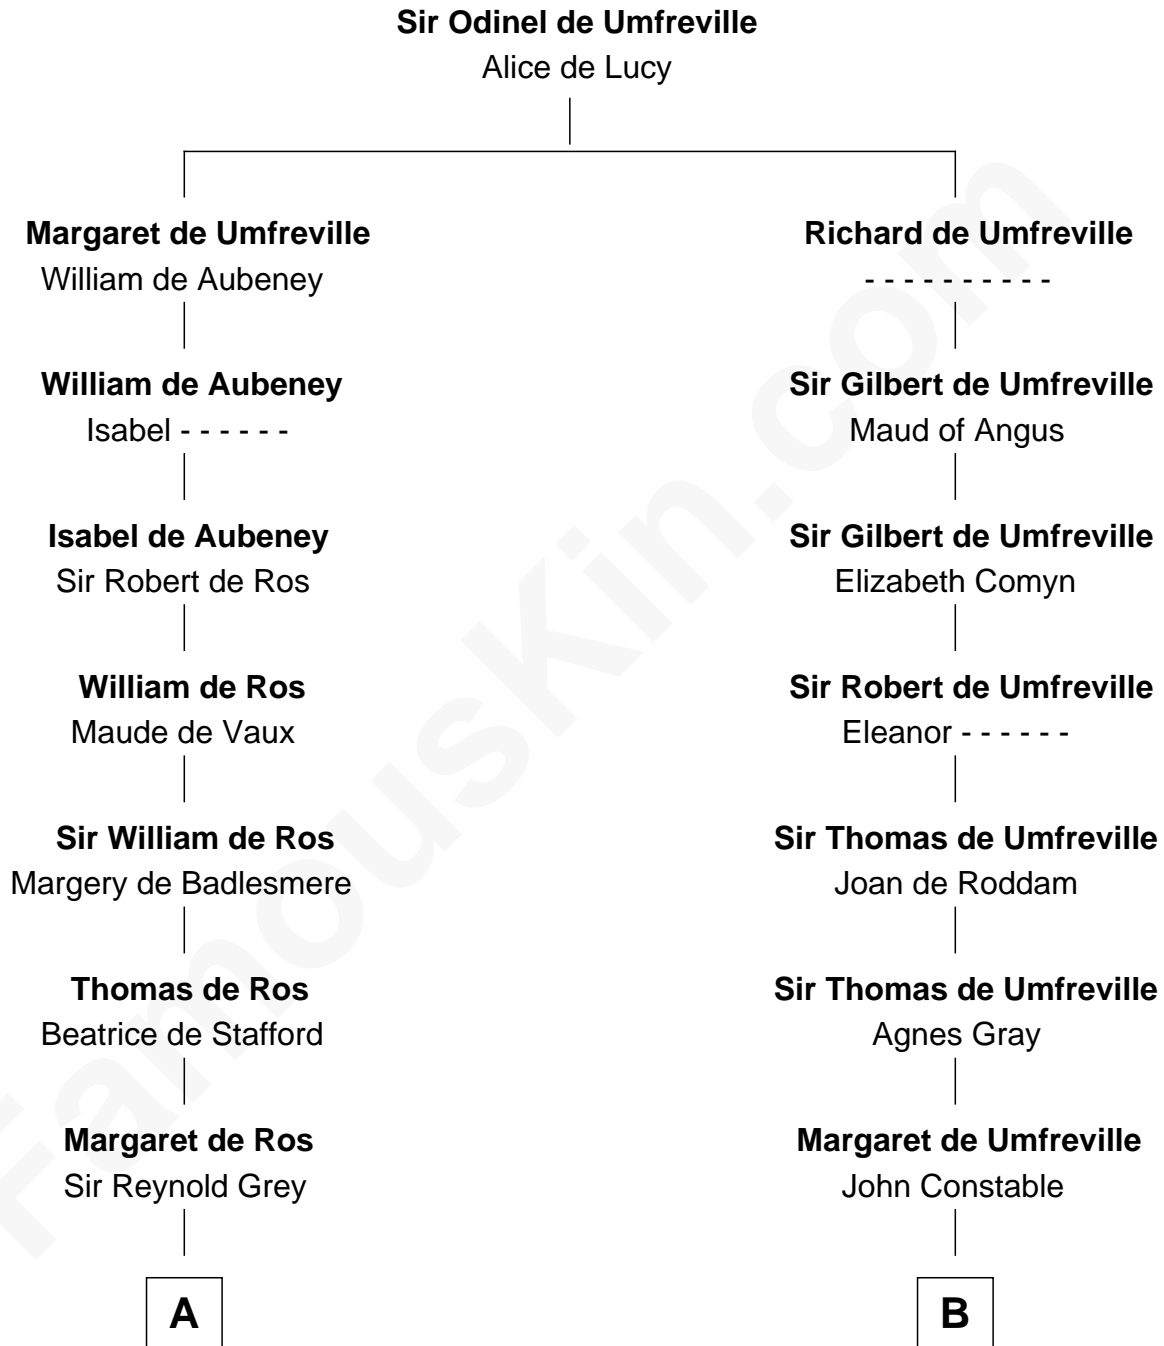 Sir Odinel de Umfreville
Alice de Lucy
Margaret de Umfreville
William de Aubeney
Richard de Umfreville
- - - - - - - - - -
William de Aubeney
Isabel - - - - - -
Sir Gilbert de Umfreville
Maud of Angus
Isabel de Aubeney
Sir Robert de Ros
Sir Gilbert de Umfreville
Elizabeth Comyn
William de Ros
Maude de Vaux
Sir Robert de Umfreville
Eleanor - - - - - -
Sir William de Ros
Margery de Badlesmere
Sir Thomas de Umfreville
Joan de Roddam
Thomas de Ros
Beatrice de Stafford
Sir Thomas de Umfreville
Agnes Gray
Margaret de Ros
Sir Reynold Grey
Margaret de Umfreville
John Constable
A
B
FamousKin.com